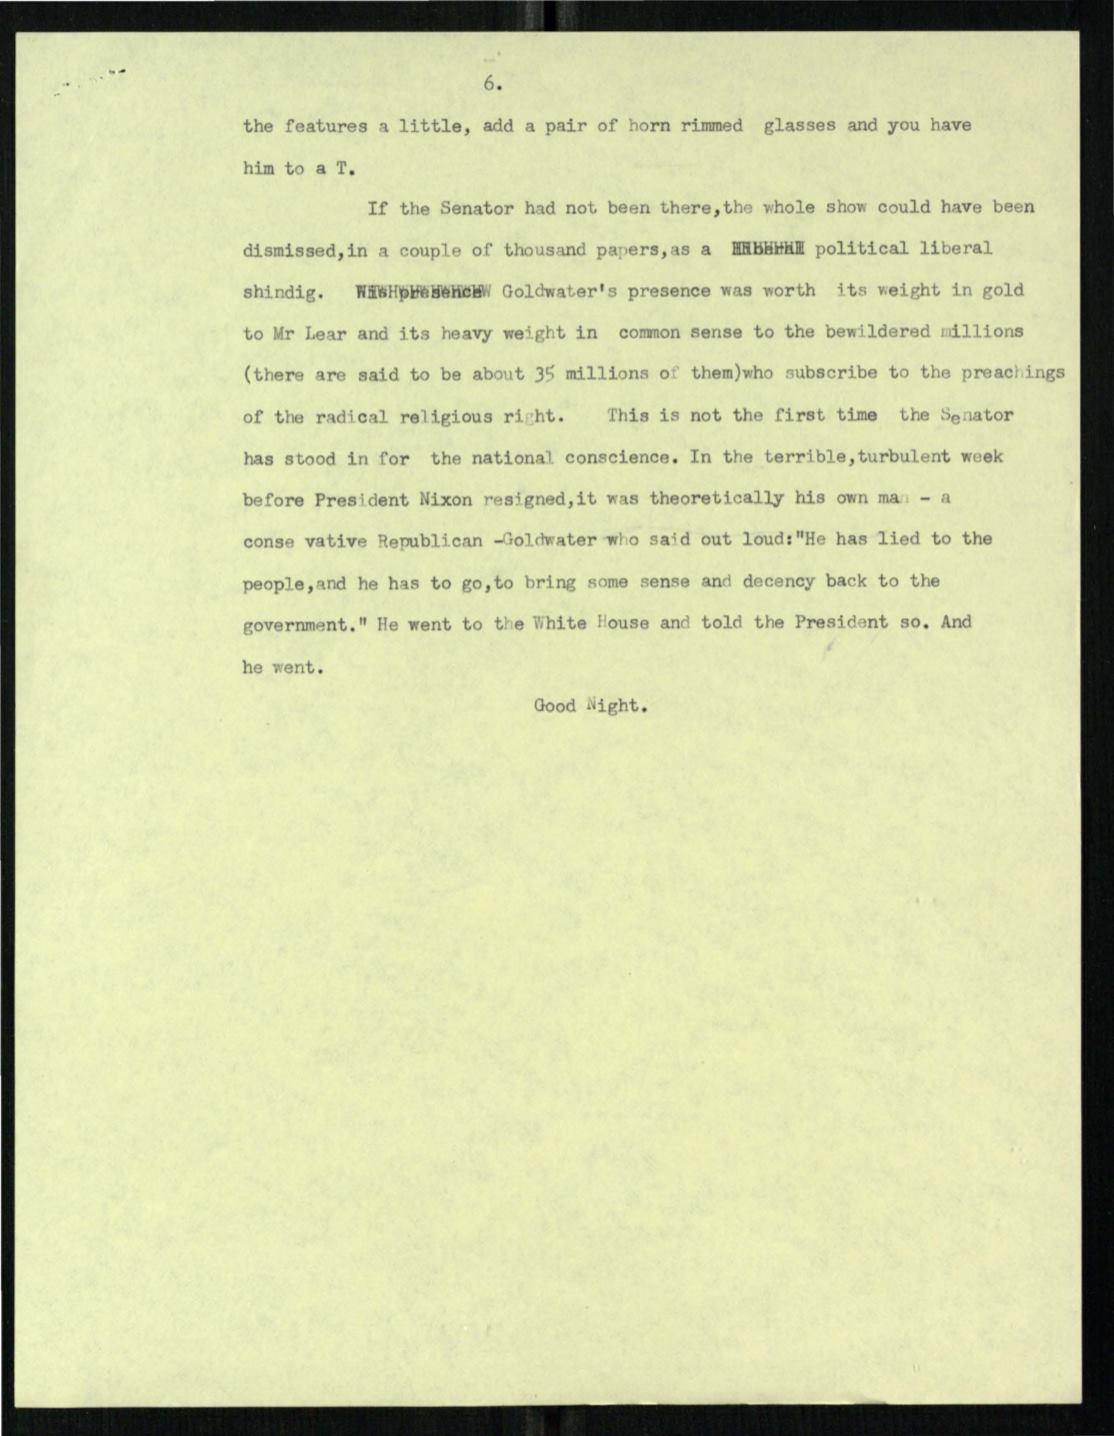 6.
the features a little, add a pair of horn rimmed glasses and you have
him to a T.
If the Senator had not been there,the whole show could have been
dismissed,in a couple of thousand papers,as a political liberal
shindig. Goldwater's presence was worth its weight in gold
to Mr Lear and its heavy weight in common sense to the bewildered millions
(there are said to be about 35 millions of them)who subscribe to the preachings
of the radical religious right. This is not the first time the Senator
has stood in for the national conscience. In the terrible,turbulent week
before President Nixon resigned,it was theoretically his own man - a
conse vative Republican -Goldwater who said out loud:"He has lied to the
people,and he has to go,to bring some sense and decency back to the
government." He went to the White House and told the President so. And
he went.
Good Night.